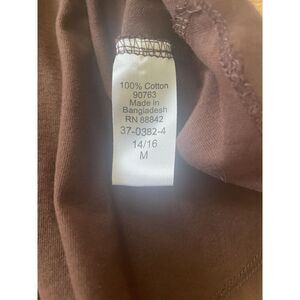 100% Cotton
90763
Made in
Bangladesh
RN 88842
37-0382-4
14/16
M